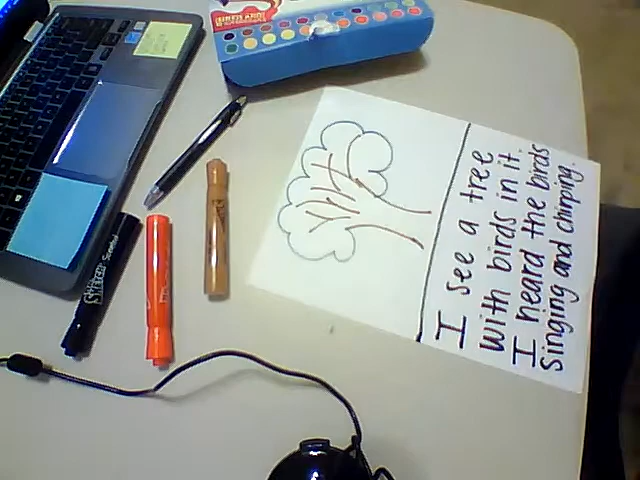 I see a tree
with birds in it.
I heard the birds
singing and chirping.